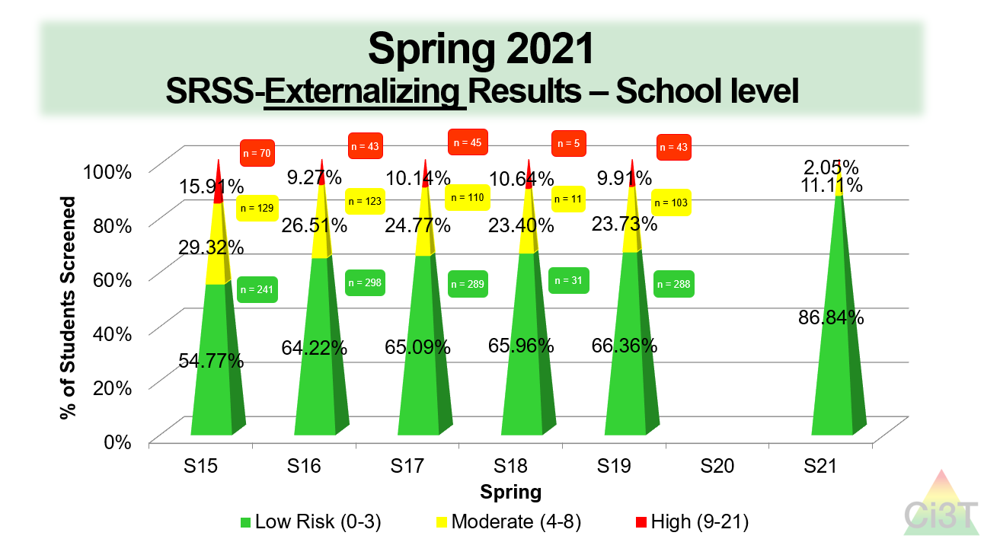 Spring 2021
SRSS-Externalizing Results – School level
% of Students Screened
100%
80%
60%
40%
20%
0%
n = 70
n = 43
n = 45
n = 5
n = 43
15.91%
9.27%
10.14%
10.64%
9.91%
2.05%
11.11%
n = 129
n = 123
n = 110
n = 11
n = 103
29.32%
26.51%
24.77%
23.40%
23.73%
n = 241
n = 298
n = 289
n = 31
n = 288
54.77%
64.22%
65.09%
65.96%
66.36%
86.84%
S15
S16
S17
S18
S19
S20
S21
Spring
Low Risk (0-3)
Moderate (4-8)
High (9-21)
Ci3T